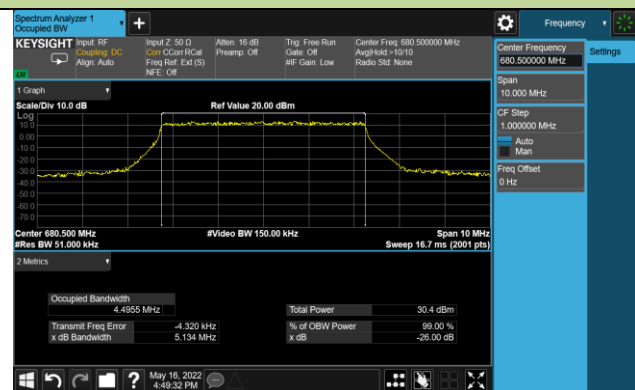 Spectrum Analyzer 1
Occupied BW
Frequency
KEYSIGHT
Input: RF
Coupling: DC
Align: Auto
Input Z: 50 Ω
Corr CCorr RCal
Freq Ref: Ext (S)
NFE: Off
Atten: 16 dB
Preamp: Off
Trig: Free Run
Gate: Off
#IF Gain: Low
Center Freq: 680.500000 MHz
Avg|Hold:>10/10
Radio Std: None
LXI
Center Frequency
680.500000 MHz
Settings
Span
10.000 MHz
CF Step
1.000000 MHz
Auto
Man
Freq Offset
0 Hz
1 Graph
Scale/Div 10.0 dB
Ref Value 20.00 dBm
Log
10.0
0.00
-10.0
-20.0
-30.0
-40.0
-50.0
-60.0
-70.0
Center 680.500 MHz
#Video BW 150.00 kHz
Span 10 MHz
#Res BW 51.000 kHz
Sweep 16.7 ms (2001 pts)
2 Metrics
Occupied Bandwidth
4.4955 MHz
Total Power 30.4 dBm
Transmit Freq Error -4.320 kHz
% of OBW Power 99.00 %
x dB Bandwidth 5.134 MHz
x dB -26.00 dB
?
May 16, 2022
4:49:32 PM